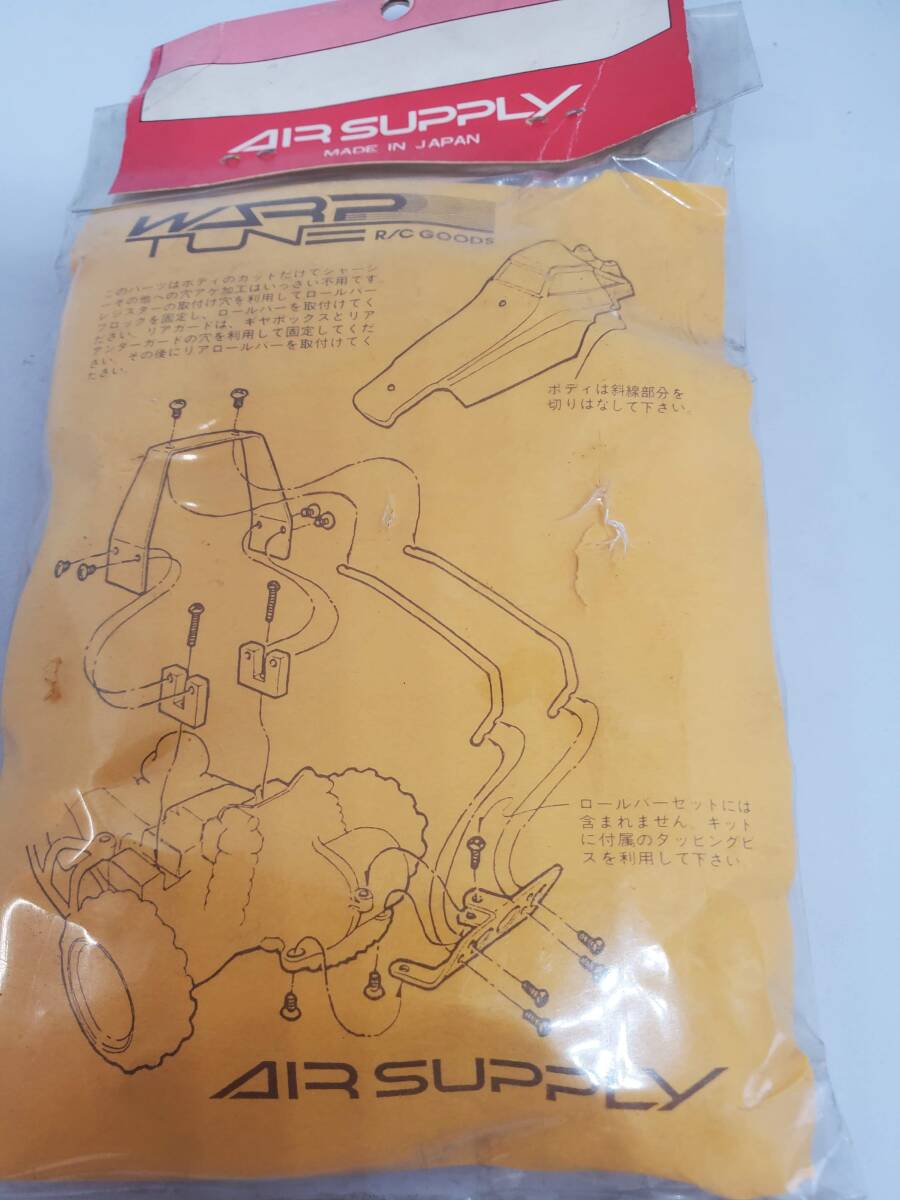 AIR SUPPLY
MADE IN JAPAN
WARP
TUNE R/C GOODS
このパーツはボディのカットだけでシャーシ
ーその他への穴アケ加工はいっさい不用です。
レジスターの取付け穴を利用してロールバー
ブロックを固定し、ロールバーを取付けてく
ださい。リアガードは、ギヤボックスとリア
アンダーガードの穴を利用して固定してくだ
さい。その後にリアロールバーを取付けてく
ださい。
ボディは斜線部分を
切りはなして下さい。
ロールバーセットには
含まれません。キット
に付属のタッピングビ
スを利用して下さい
AIR SUPPLY